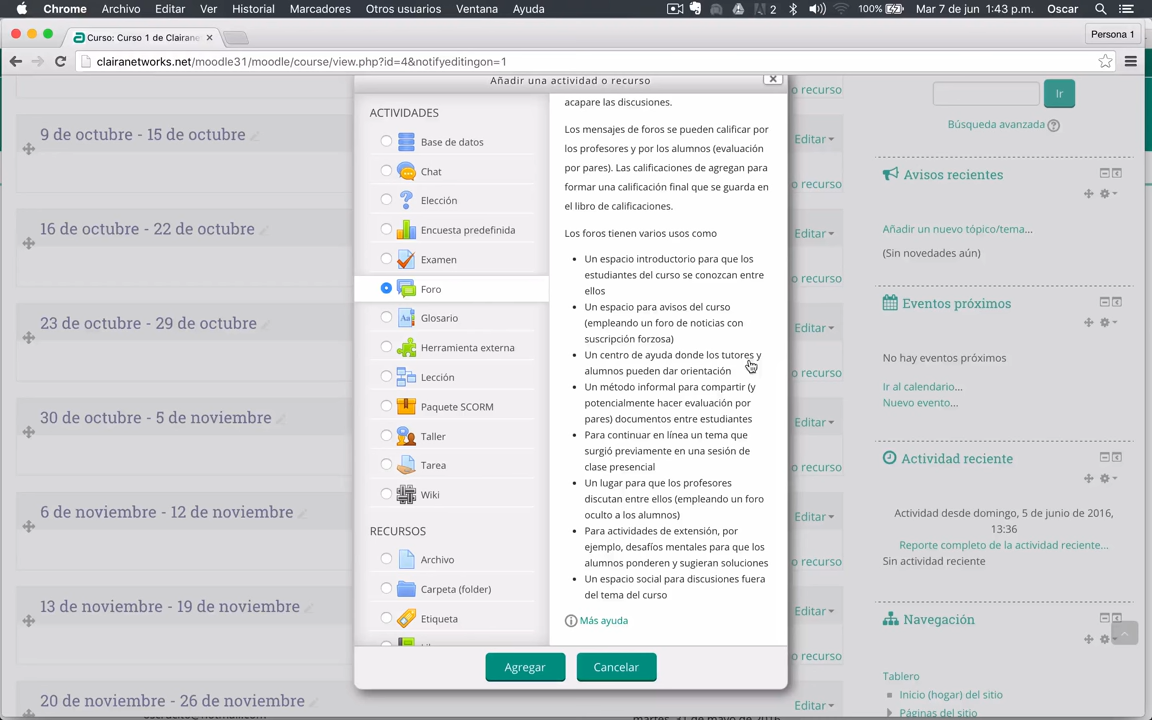 Chrome Archivo Editar Ver Historial Marcadores Otros usuarios Ventana Ayuda 2 100% Mar 7 de jun 1:43 p.m. Oscar
Curso: Curso 1 de Clairane Persona 1
clairanetworks.net/moodle31/moodle/course/view.php?id=4&notifyeditingon=1
9 de octubre - 15 de octubre
16 de octubre - 22 de octubre
23 de octubre - 29 de octubre
30 de octubre - 5 de noviembre
6 de noviembre - 12 de noviembre
13 de noviembre - 19 de noviembre
20 de noviembre - 26 de noviembre
Añadir una actividad o recurso
ACTIVIDADES
Base de datos
Chat
Elección
Encuesta predefinida
Examen
Foro
Glosario
Herramienta externa
Lección
Paquete SCORM
Taller
Tarea
Wiki
RECURSOS
Archivo
Carpeta (folder)
Etiqueta
acapare las discusiones.
Los mensajes de foros se pueden calificar por
los profesores y por los alumnos (evaluación
por pares). Las calificaciones de agregan para
formar una calificación final que se guarda en
el libro de calificaciones.
Los foros tienen varios usos como
• Un espacio introductorio para que los
estudiantes del curso se conozcan entre
ellos
• Un espacio para avisos del curso
(empleando un foro de noticias con
suscripción forzosa)
• Un centro de ayuda donde los tutores y
alumnos pueden dar orientación
• Un método informal para compartir (y
potencialmente hacer evaluación por
pares) documentos entre estudiantes
• Para continuar en línea un tema que
surgió previamente en una sesión de
clase presencial
• Un lugar para que los profesores
discutan entre ellos (empleando un foro
oculto a los alumnos)
• Para actividades de extensión, por
ejemplo, desafíos mentales para que los
alumnos ponderen y sugieran soluciones
• Un espacio social para discusiones fuera
del tema del curso
Más ayuda
Agregar Cancelar
o recurso
Editar
o recurso
Editar
o recurso
Editar
o recurso
Editar
o recurso
Editar
o recurso
Editar
o recurso
Editar
Ir
Búsqueda avanzada
Avisos recientes
Añadir un nuevo tópico/tema...
(Sin novedades aún)
Eventos próximos
No hay eventos próximos
Ir al calendario...
Nuevo evento...
Actividad reciente
Actividad desde domingo, 5 de junio de 2016,
13:36
Reporte completo de la actividad reciente...
Sin actividad reciente
Navegación
Tablero
Inicio (hogar) del sitio
Páginas del sitio